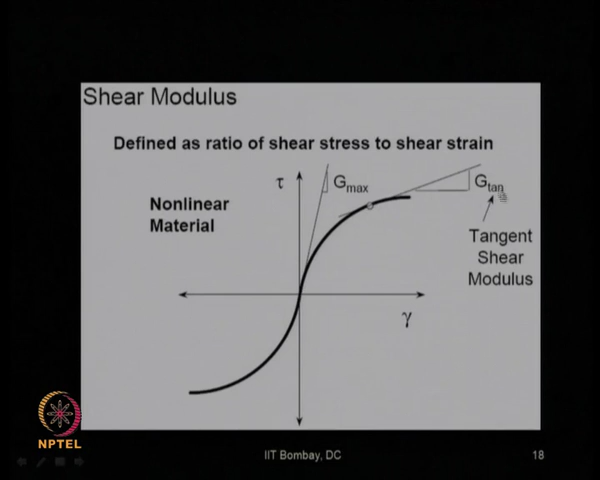 Shear Modulus
Defined as ratio of shear stress to shear strain
τ
Gmax
Gtan
Nonlinear
Material
Tangent
Shear
Modulus
γ
NPTEL
IIT Bombay, DC
18